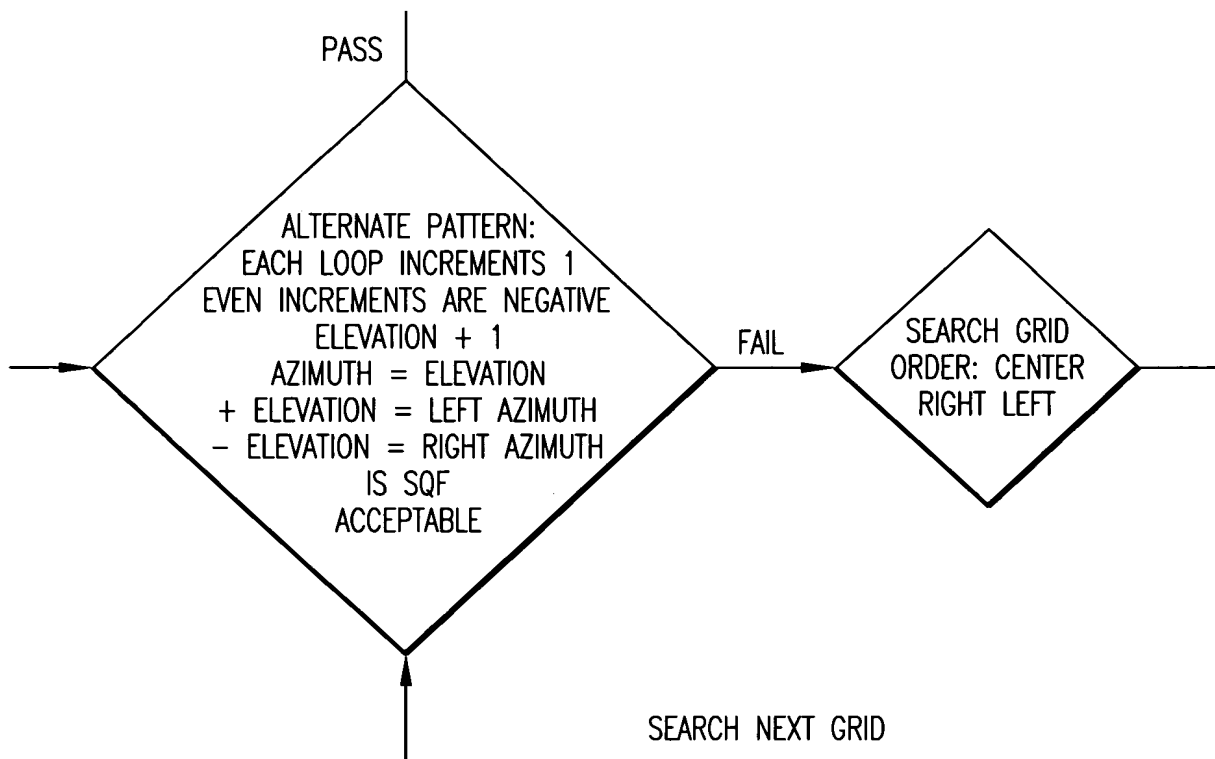 PASS
ALTERNATE PATTERN:
EACH LOOP INCREMENTS 1
EVEN INCREMENTS ARE NEGATIVE
ELEVATION + 1
AZIMUTH = ELEVATION
+ ELEVATION = LEFT AZIMUTH
- ELEVATION = RIGHT AZIMUTH
IS SQF
ACCEPTABLE
FAIL
SEARCH GRID
ORDER: CENTER
RIGHT LEFT
SEARCH NEXT GRID